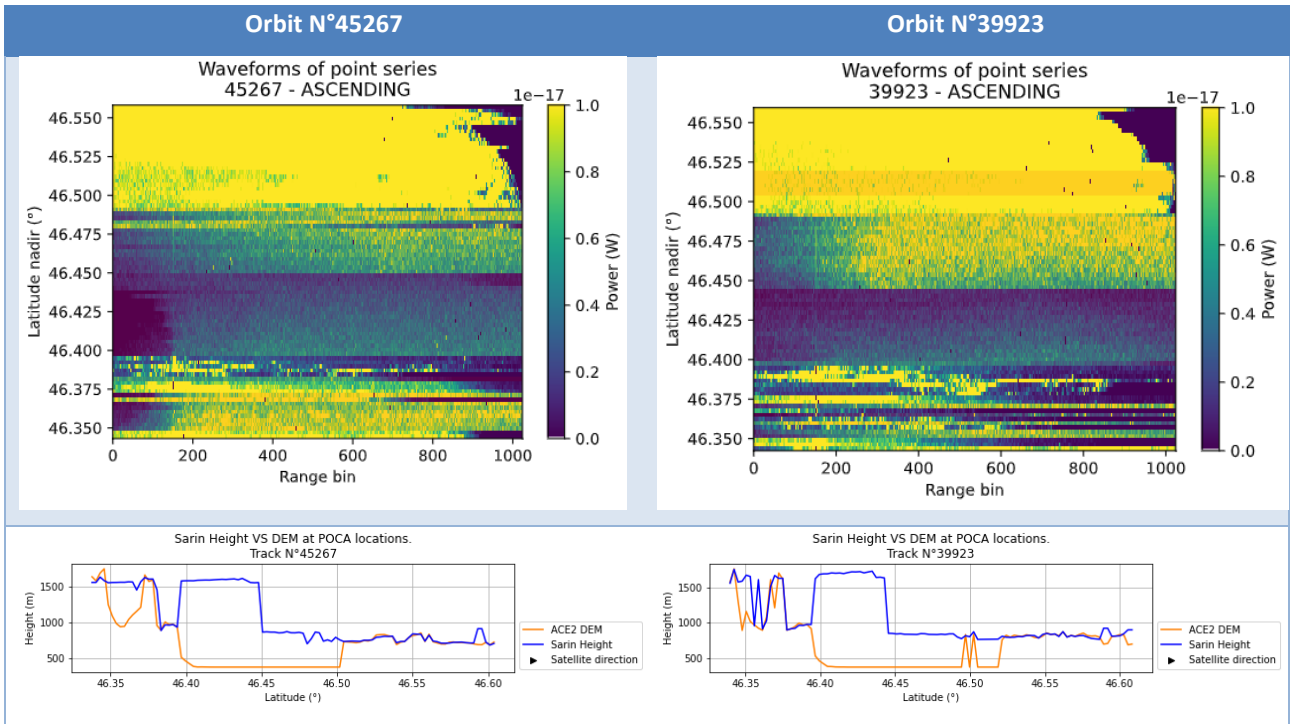 Orbit N°45267
Orbit N°39923
Waveforms of point series
45267 - ASCENDING
1e−17
46.550
46.525
46.500
46.475
46.450
46.425
46.400
46.375
46.350
Latitude nadir (°)
0
200
400
600
800
1000
Range bin
1.0
0.8
0.6
0.4
0.2
0.0
Power (W)
Waveforms of point series
39923 - ASCENDING
1e−17
46.550
46.525
46.500
46.475
46.450
46.425
46.400
46.375
46.350
Latitude nadir (°)
0
200
400
600
800
1000
Range bin
1.0
0.8
0.6
0.4
0.2
0.0
Power (W)
Sarin Height VS DEM at POCA locations.
Track N°45267
1500
1000
500
Height (m)
46.35
46.40
46.45
46.50
46.55
46.60
Latitude (°)
ACE2 DEM
Sarin Height
Satellite direction
Sarin Height VS DEM at POCA locations.
Track N°39923
1500
1000
500
Height (m)
46.35
46.40
46.45
46.50
46.55
46.60
Latitude (°)
ACE2 DEM
Sarin Height
Satellite direction